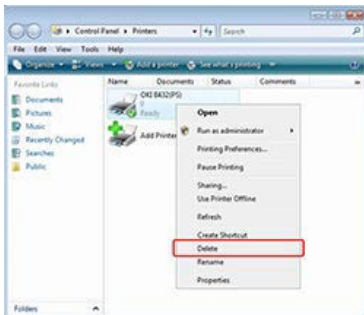 Control Panel ▸ Printers
Search
File Edit View Tools Help
Organize Views Add a printer See what's printing
Favorite Links
Documents
Pictures
Music
Recently Changed
Searches
Public
Folders
Name Documents Status Comments
OKI B432(PS)
0
Ready
Add Printer
Open
Run as administrator
Printing Preferences...
Pause Printing
Sharing...
Use Printer Offline
Refresh
Create Shortcut
Delete
Rename
Properties